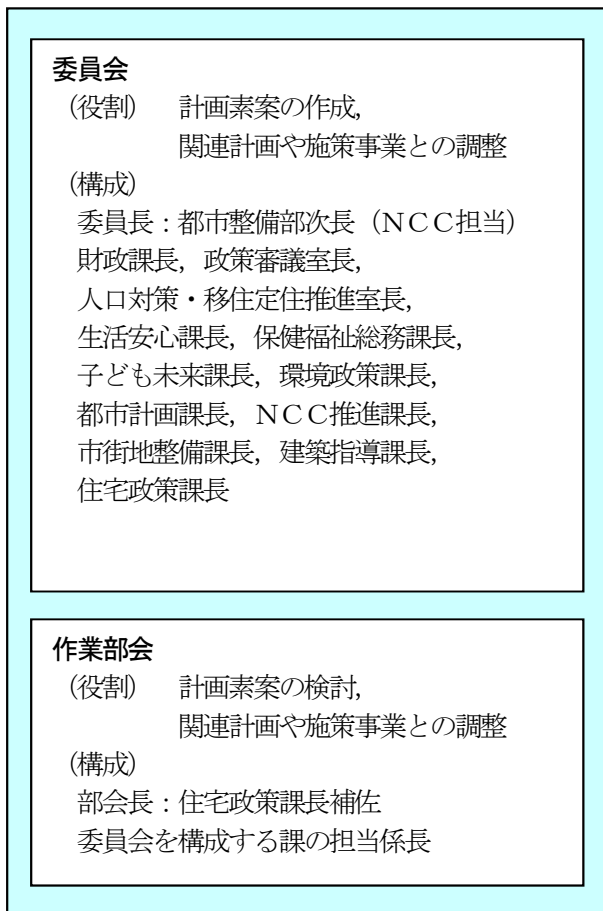 委員会
（役割）　計画素案の作成，
関連計画や施策事業との調整
（構成）
委員長：都市整備部次長（ＮＣＣ担当）
財政課長，政策審議室長，
人口対策・移住定住推進室長，
生活安心課長，保健福祉総務課長，
子ども未来課長，環境政策課長，
都市計画課長，ＮＣＣ推進課長，
市街地整備課長，建築指導課長，
住宅政策課長
作業部会
（役割）　計画素案の検討，
関連計画や施策事業との調整
（構成）
部会長：住宅政策課長補佐
委員会を構成する課の担当係長